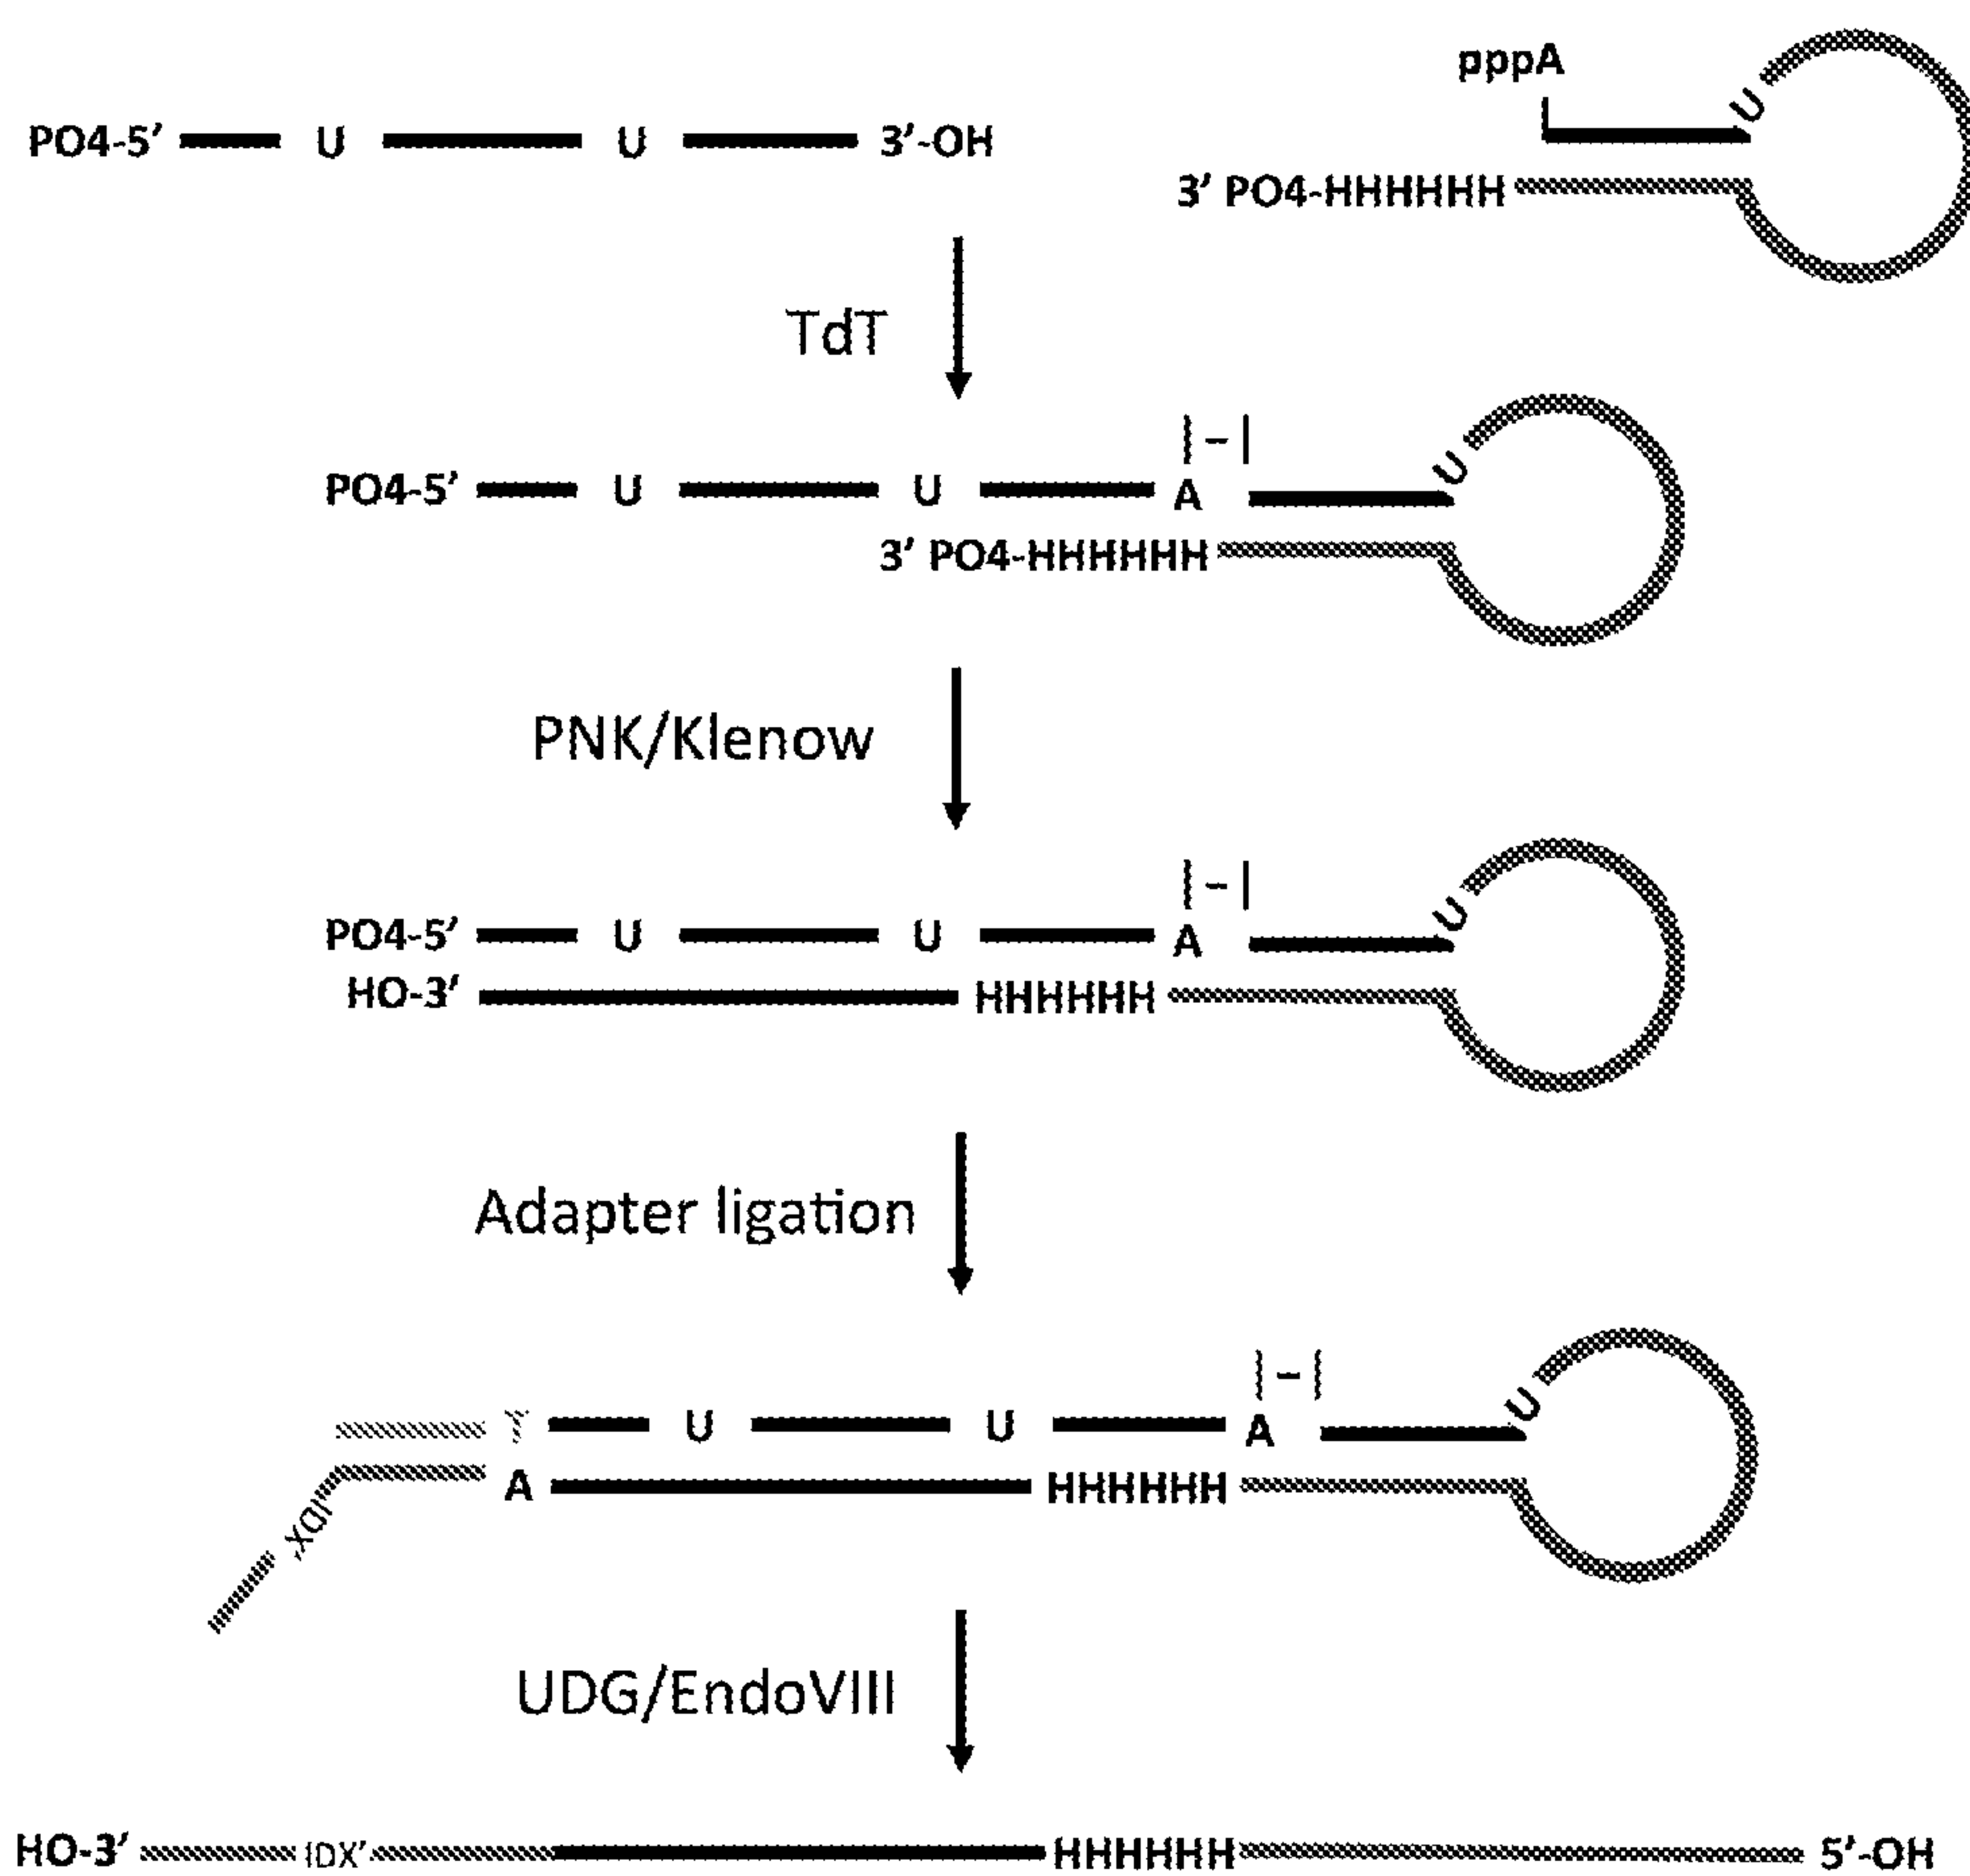 pppA
U
PO4-5’ U U 3’-OH
3’ PO4-HHHHHH
TdT
|-|
U
PO4-5’ U U A
3’ PO4-HHHHHH
PNK/Klenow
|-|
U
PO4-5’ U U A
HO-3’ HHHHHH
Adapter ligation
|-|
U
T U U A
A HHHHHH
IDX’
UDG/EndoVIII
HO-3’ IDX’ HHHHHH 5’-OH